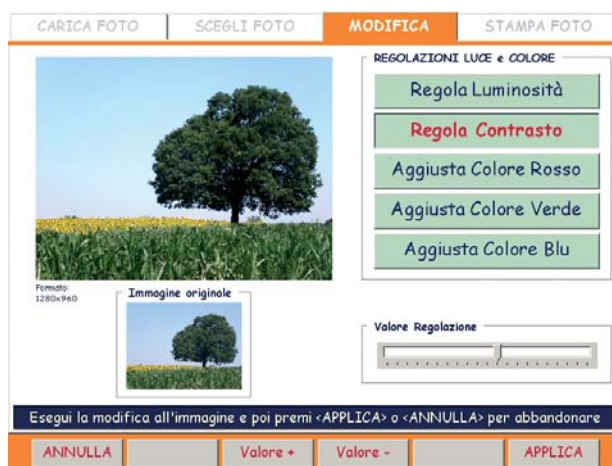 CARICA FOTO SCEGLI FOTO MODIFICA STAMPA FOTO
REGOLAZIONI LUCE e COLORE
Regola Luminosità
Regola Contrasto
Aggiusta Colore Rosso
Aggiusta Colore Verde
Aggiusta Colore Blu
Formato:
1280x960
Immagine originale
Valore Regolazione
Esegui la modifica all'immagine e poi premi <APPLICA> o <ANNULLA> per abbandonare
ANNULLA Valore + Valore - APPLICA